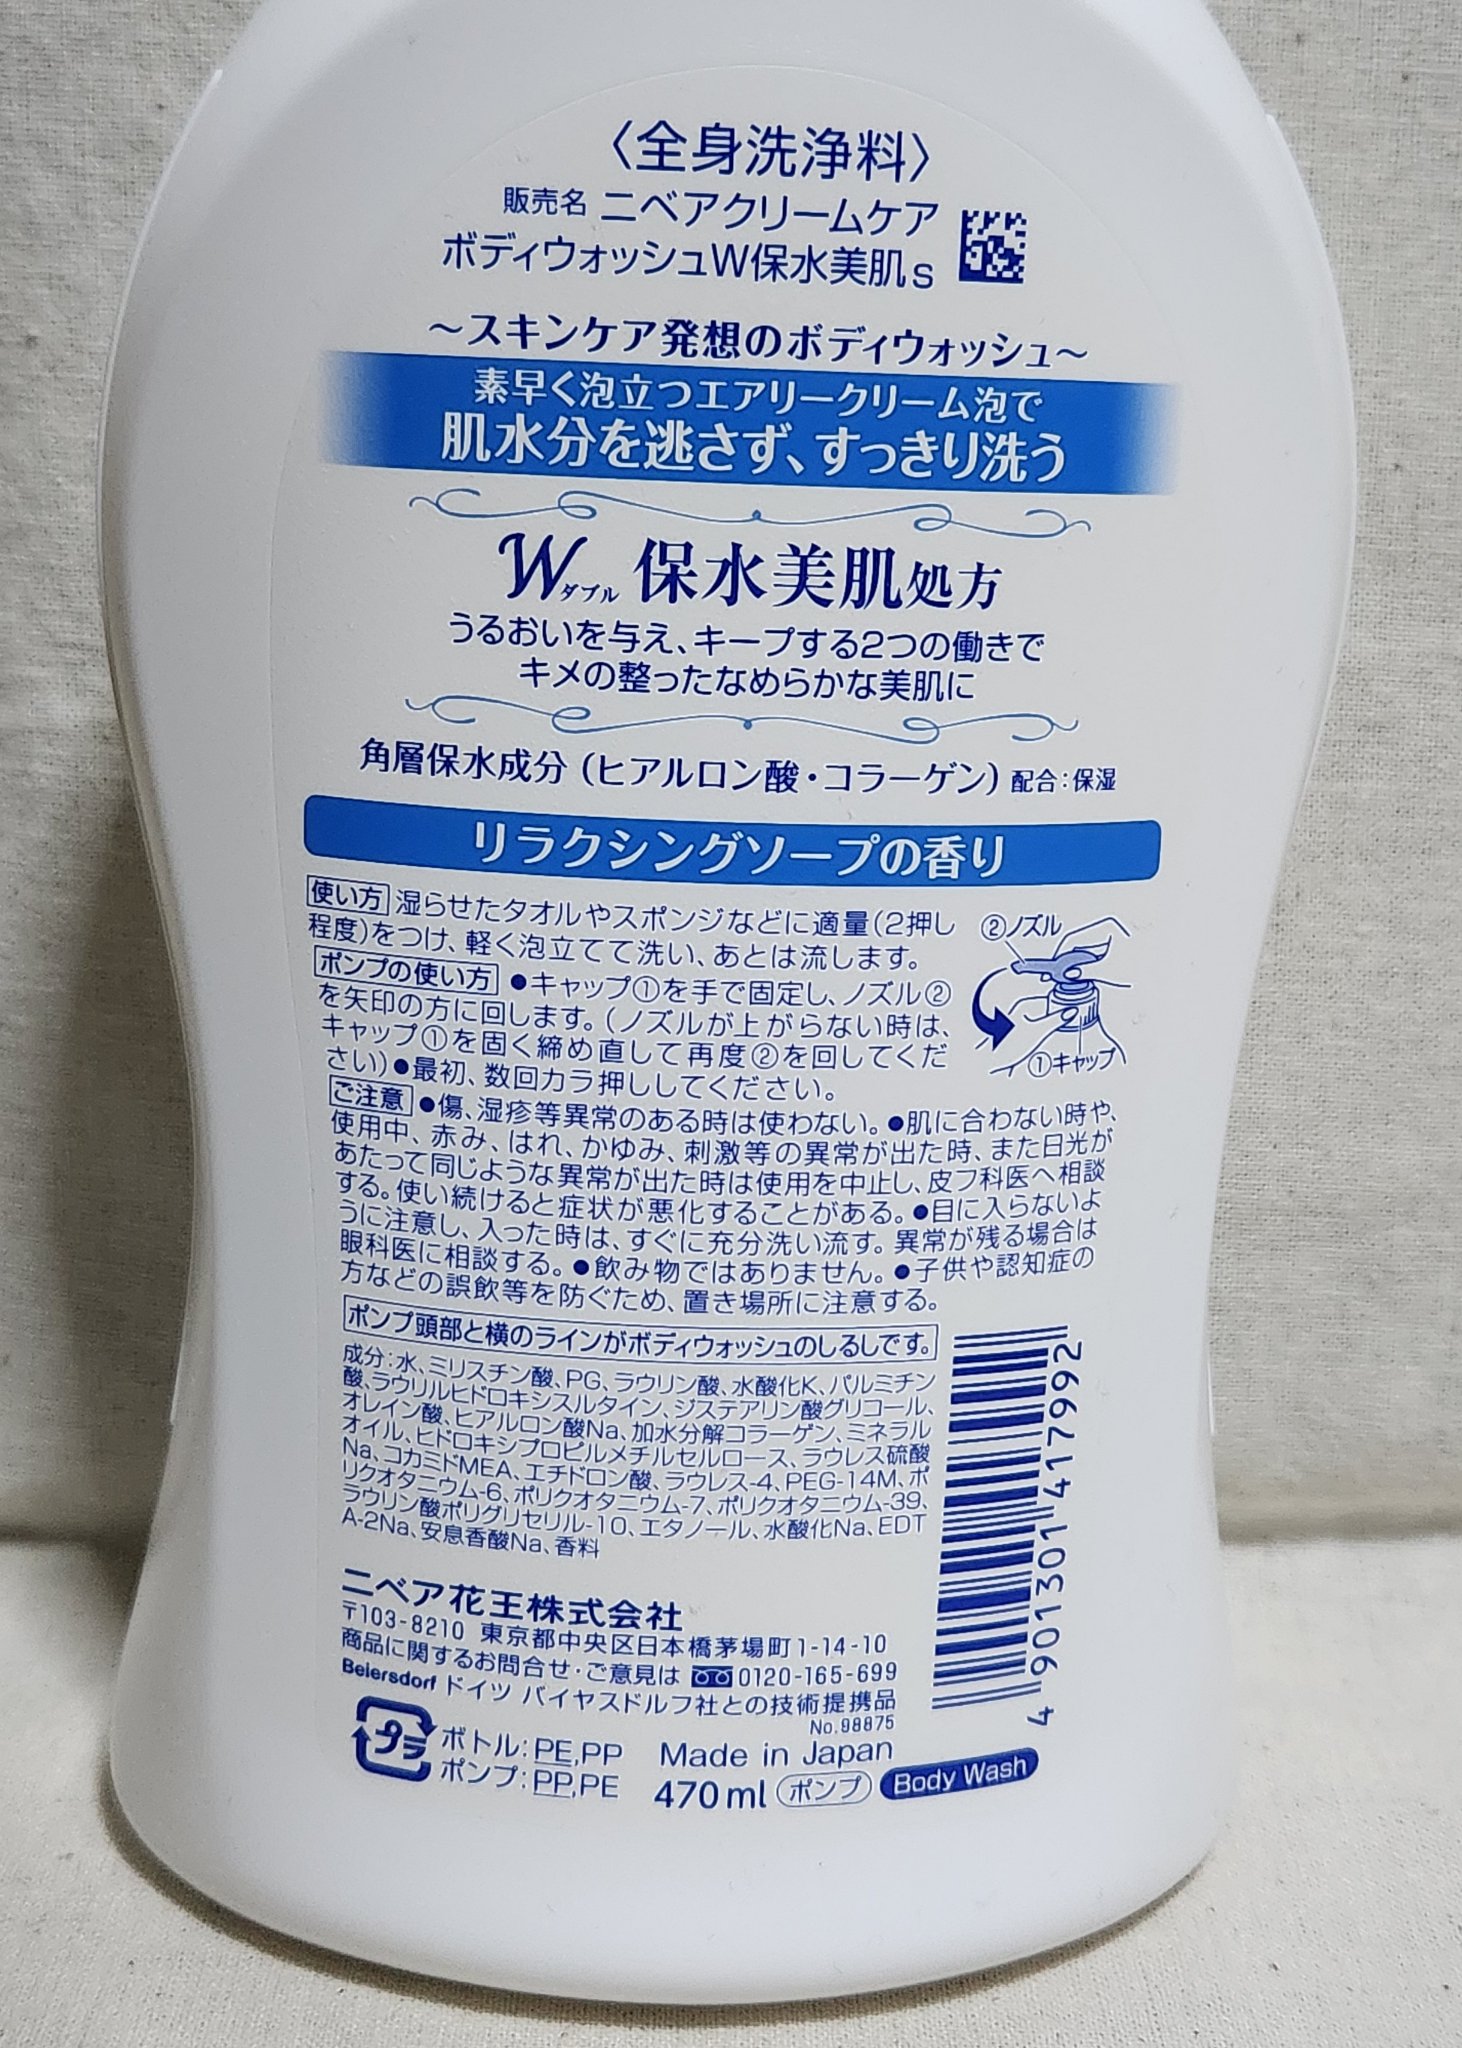 〈全身洗浄料〉
販売名 ニベアクリームケア
ボディウォッシュW保水美肌s
～スキンケア発想のボディウォッシュ～
素早く泡立つエアリークリーム泡で
肌水分を逃さず、すっきり洗う
Wダブル 保水美肌処方
うるおいを与え、キープする2つの働きで
キメの整ったなめらかな美肌に
角層保水成分（ヒアルロン酸・コラーゲン）配合：保湿
リラクシングソープの香り
使い方 湿らせたタオルやスポンジなどに適量（2押し
程度）をつけ、軽く泡立てて洗い、あとは流します。
ポンプの使い方 ●キャップ①を手で固定し、ノズル②
を矢印の方に回します。（ノズルが上がらない時は、
キャップ①を固く締め直して再度②を回してくだ
さい）●最初、数回カラ押ししてください。
②ノズル
①キャップ
ご注意 ●傷、湿疹等異常のある時は使わない。●肌に合わない時や、
使用中、赤み、はれ、かゆみ、刺激等の異常が出た時、また日光が
あたって同じような異常が出た時は使用を中止し、皮フ科医へ相談
する。使い続けると症状が悪化することがある。●目に入らないよ
うに注意し、入った時は、すぐに充分洗い流す。異常が残る場合は
眼科医に相談する。●飲み物ではありません。●子供や認知症の
方などの誤飲等を防ぐため、置き場所に注意する。
ポンプ頭部と横のラインがボディウォッシュのしるしです。
成分：水、ミリスチン酸、PG、ラウリン酸、水酸化K、パルミチン
酸、ラウリルヒドロキシスルタイン、ジステアリン酸グリコール、
オレイン酸、ヒアルロン酸Na、加水分解コラーゲン、ミネラル
オイル、ヒドロキシプロピルメチルセルロース、ラウレス硫酸
Na、コカミドMEA、エチドロン酸、ラウレス-4、PEG-14M、ポ
リクオタニウム-6、ポリクオタニウム-7、ポリクオタニウム-39、
ラウリン酸ポリグリセリル-10、エタノール、水酸化Na、EDT
A-2Na、安息香酸Na、香料
4 901301 417992
ニベア花王株式会社
〒103-8210 東京都中央区日本橋茅場町1-14-10
商品に関するお問合せ・ご意見は 0120-165-699
Beiersdorf ドイツ バイヤスドルフ社との技術提携品
No.98875
プラ
ボトル：PE,PP Made in Japan
ポンプ：PP,PE 470ml ポンプ Body Wash